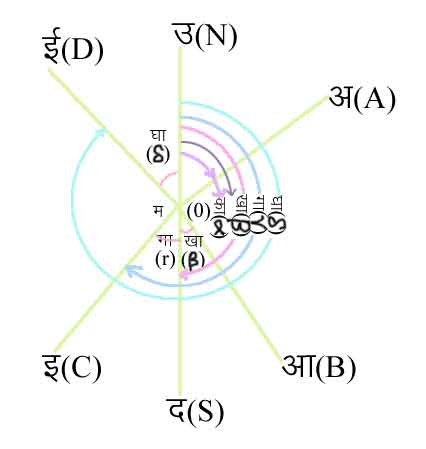 उ(N)
ई(D)
अ(A)
घा
(δ)
म
(0)
का(α)
खा(β)
गा(γ)
घा(δ)
गा
(r)
खा
(β)
इ(C)
आ(B)
द(S)